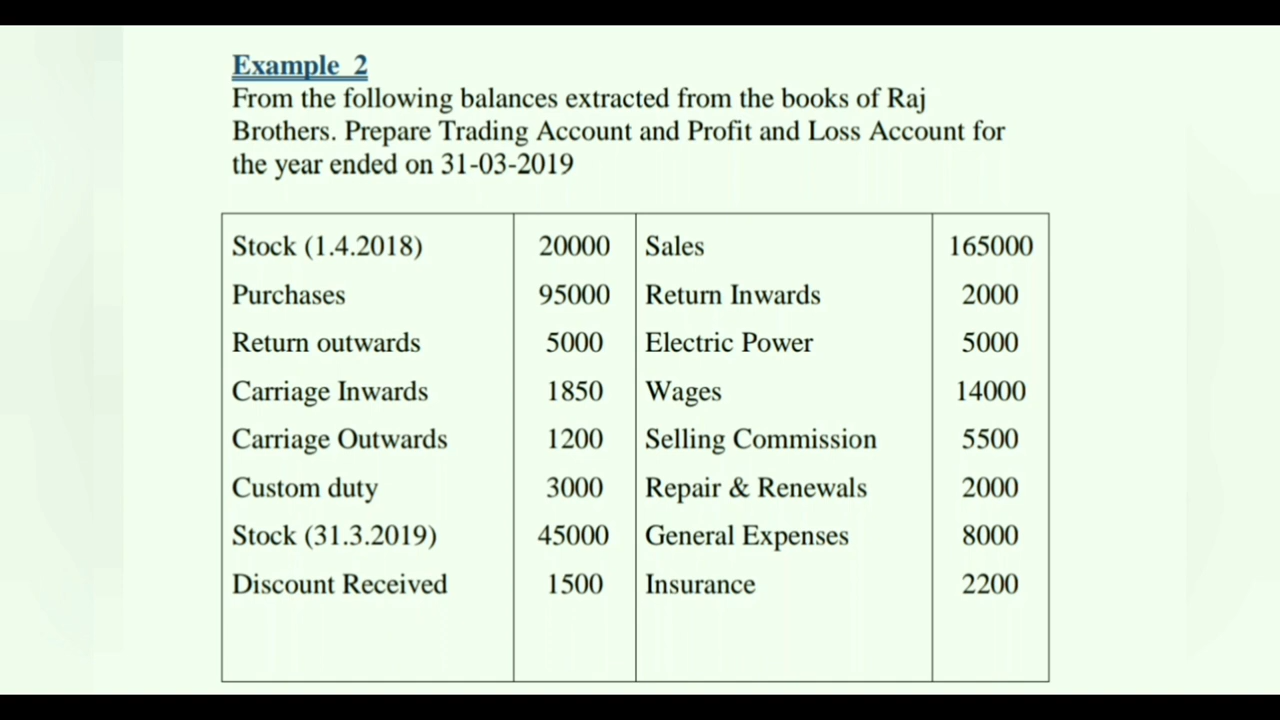 Example 2
From the following balances extracted from the books of Raj
Brothers. Prepare Trading Account and Profit and Loss Account for
the year ended on 31-03-2019
Stock (1.4.2018) 20000 Sales 165000
Purchases 95000 Return Inwards 2000
Return outwards 5000 Electric Power 5000
Carriage Inwards 1850 Wages 14000
Carriage Outwards 1200 Selling Commission 5500
Custom duty 3000 Repair & Renewals 2000
Stock (31.3.2019) 45000 General Expenses 8000
Discount Received 1500 Insurance 2200